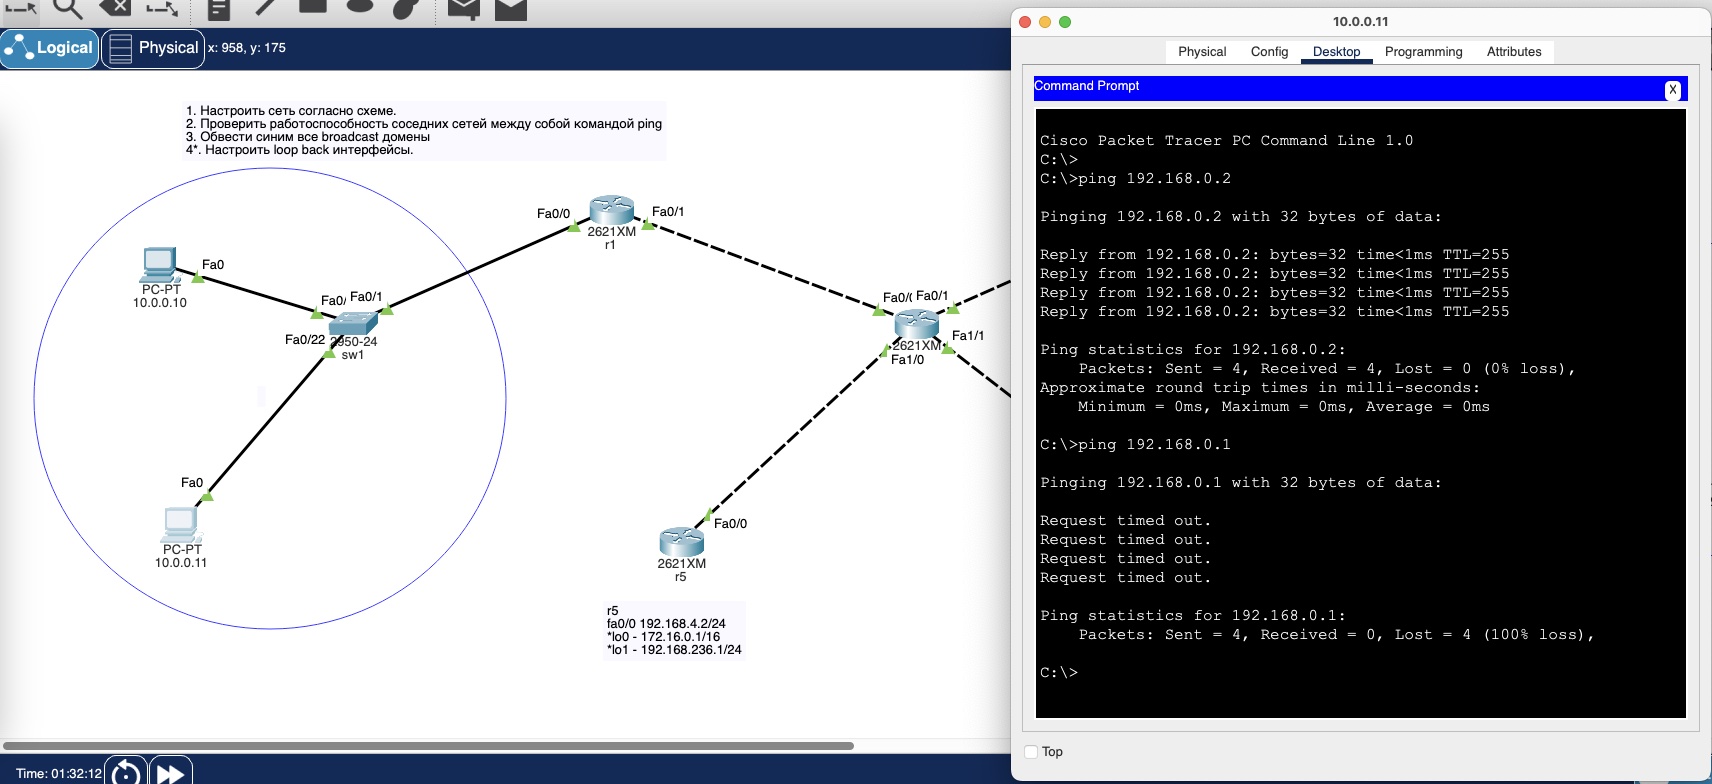 Logical
Physical
x: 958, y: 175
1. Настроить сеть согласно схеме.
2. Проверить работоспособность соседних сетей между собой командой ping
3. Обвести синим все broadcast домены
4*. Настроить loop back интерфейсы.
Fa0/0
Fa0/1
2621XM
r1
Fa0
PC-PT
10.0.0.10
Fa0/
Fa0/1
Fa0/22
2950-24
sw1
Fa0/
Fa0/1
2621XM
Fa1/1
Fa1/0
Fa0
PC-PT
10.0.0.11
Fa0/0
2621XM
r5
r5
fa0/0 192.168.4.2/24
*lo0 - 172.16.0.1/16
*lo1 - 192.168.236.1/24
Time: 01:32:12
10.0.0.11
Physical
Config
Desktop
Programming
Attributes
Command Prompt
X
Cisco Packet Tracer PC Command Line 1.0
C:\>
C:\>ping 192.168.0.2
Pinging 192.168.0.2 with 32 bytes of data:
Reply from 192.168.0.2: bytes=32 time<1ms TTL=255
Reply from 192.168.0.2: bytes=32 time<1ms TTL=255
Reply from 192.168.0.2: bytes=32 time<1ms TTL=255
Reply from 192.168.0.2: bytes=32 time<1ms TTL=255
Ping statistics for 192.168.0.2:
Packets: Sent = 4, Received = 4, Lost = 0 (0% loss),
Approximate round trip times in milli-seconds:
Minimum = 0ms, Maximum = 0ms, Average = 0ms
C:\>ping 192.168.0.1
Pinging 192.168.0.1 with 32 bytes of data:
Request timed out.
Request timed out.
Request timed out.
Request timed out.
Ping statistics for 192.168.0.1:
Packets: Sent = 4, Received = 0, Lost = 4 (100% loss),
C:\>
Top